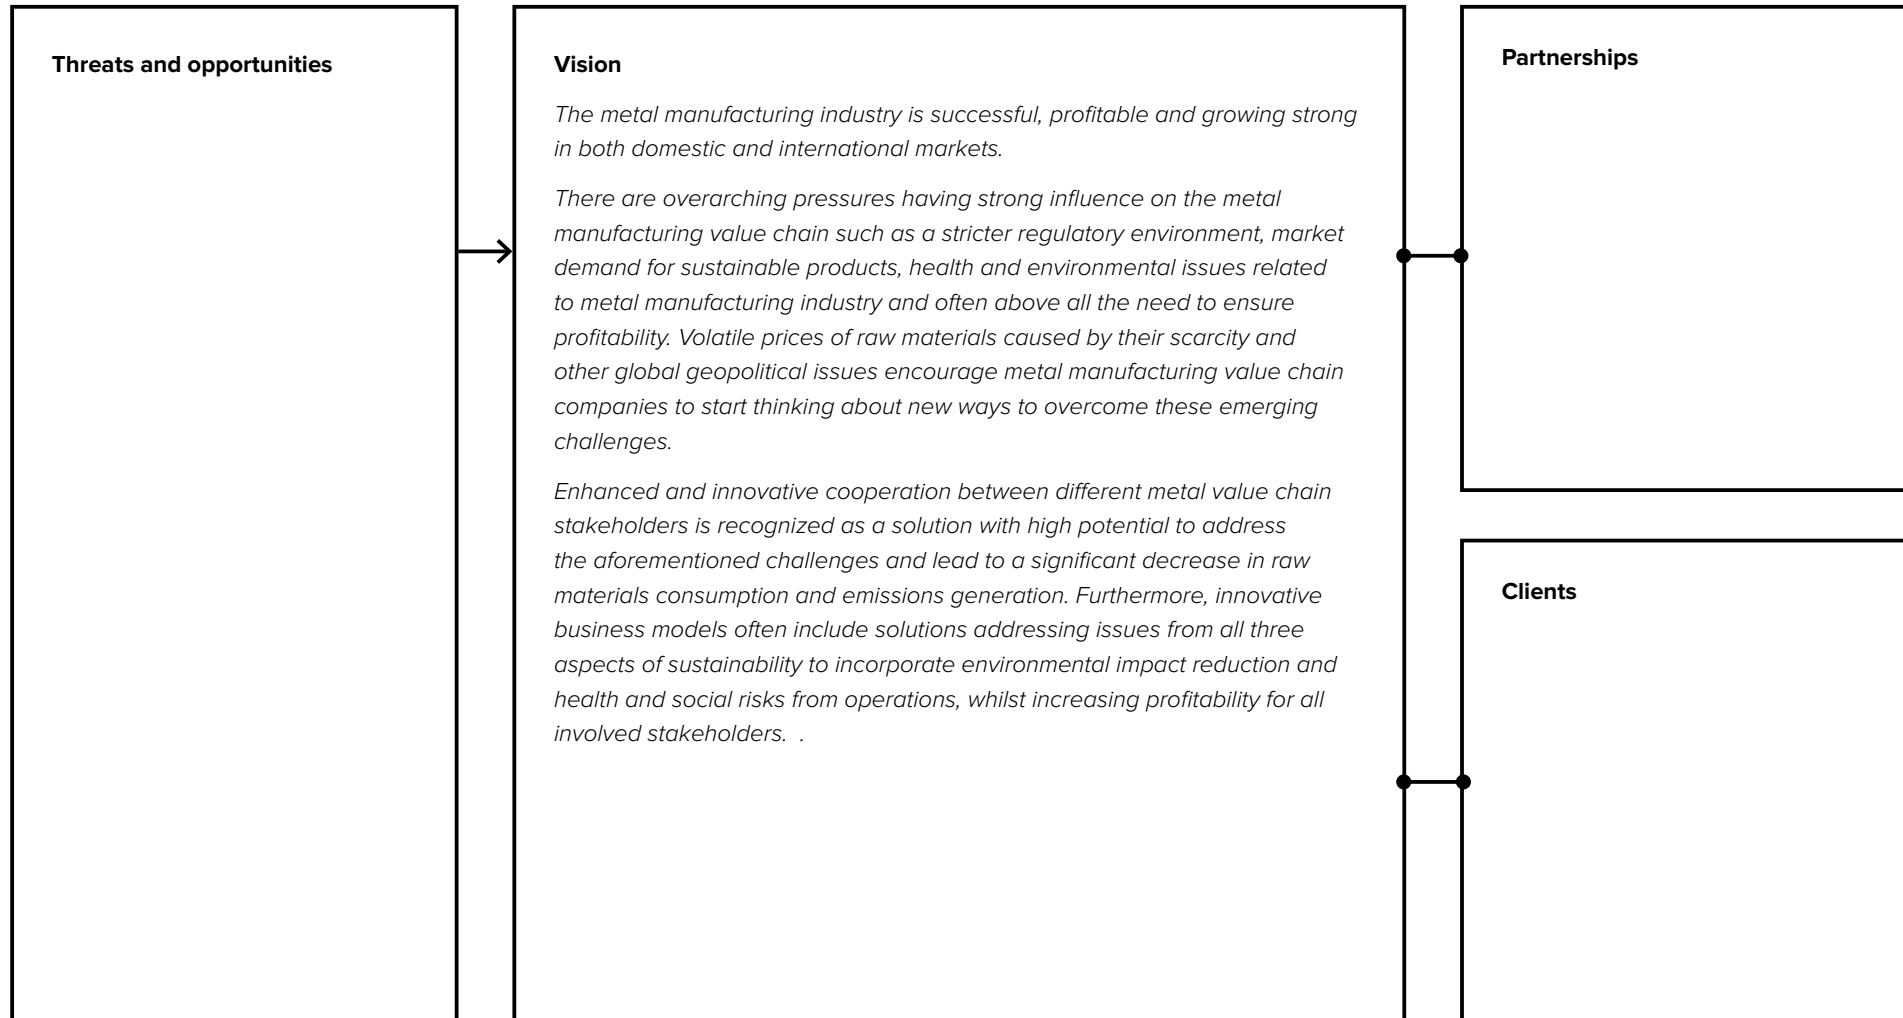 Threats and opportunities
Vision
The metal manufacturing industry is successful, profitable and growing strong
in both domestic and international markets.
There are overarching pressures having strong influence on the metal
manufacturing value chain such as a stricter regulatory environment, market
demand for sustainable products, health and environmental issues related
to metal manufacturing industry and often above all the need to ensure
profitability. Volatile prices of raw materials caused by their scarcity and
other global geopolitical issues encourage metal manufacturing value chain
companies to start thinking about new ways to overcome these emerging
challenges.
Enhanced and innovative cooperation between different metal value chain
stakeholders is recognized as a solution with high potential to address
the aforementioned challenges and lead to a significant decrease in raw
materials consumption and emissions generation. Furthermore, innovative
business models often include solutions addressing issues from all three
aspects of sustainability to incorporate environmental impact reduction and
health and social risks from operations, whilst increasing profitability for all
involved stakeholders.  .
Partnerships
Clients